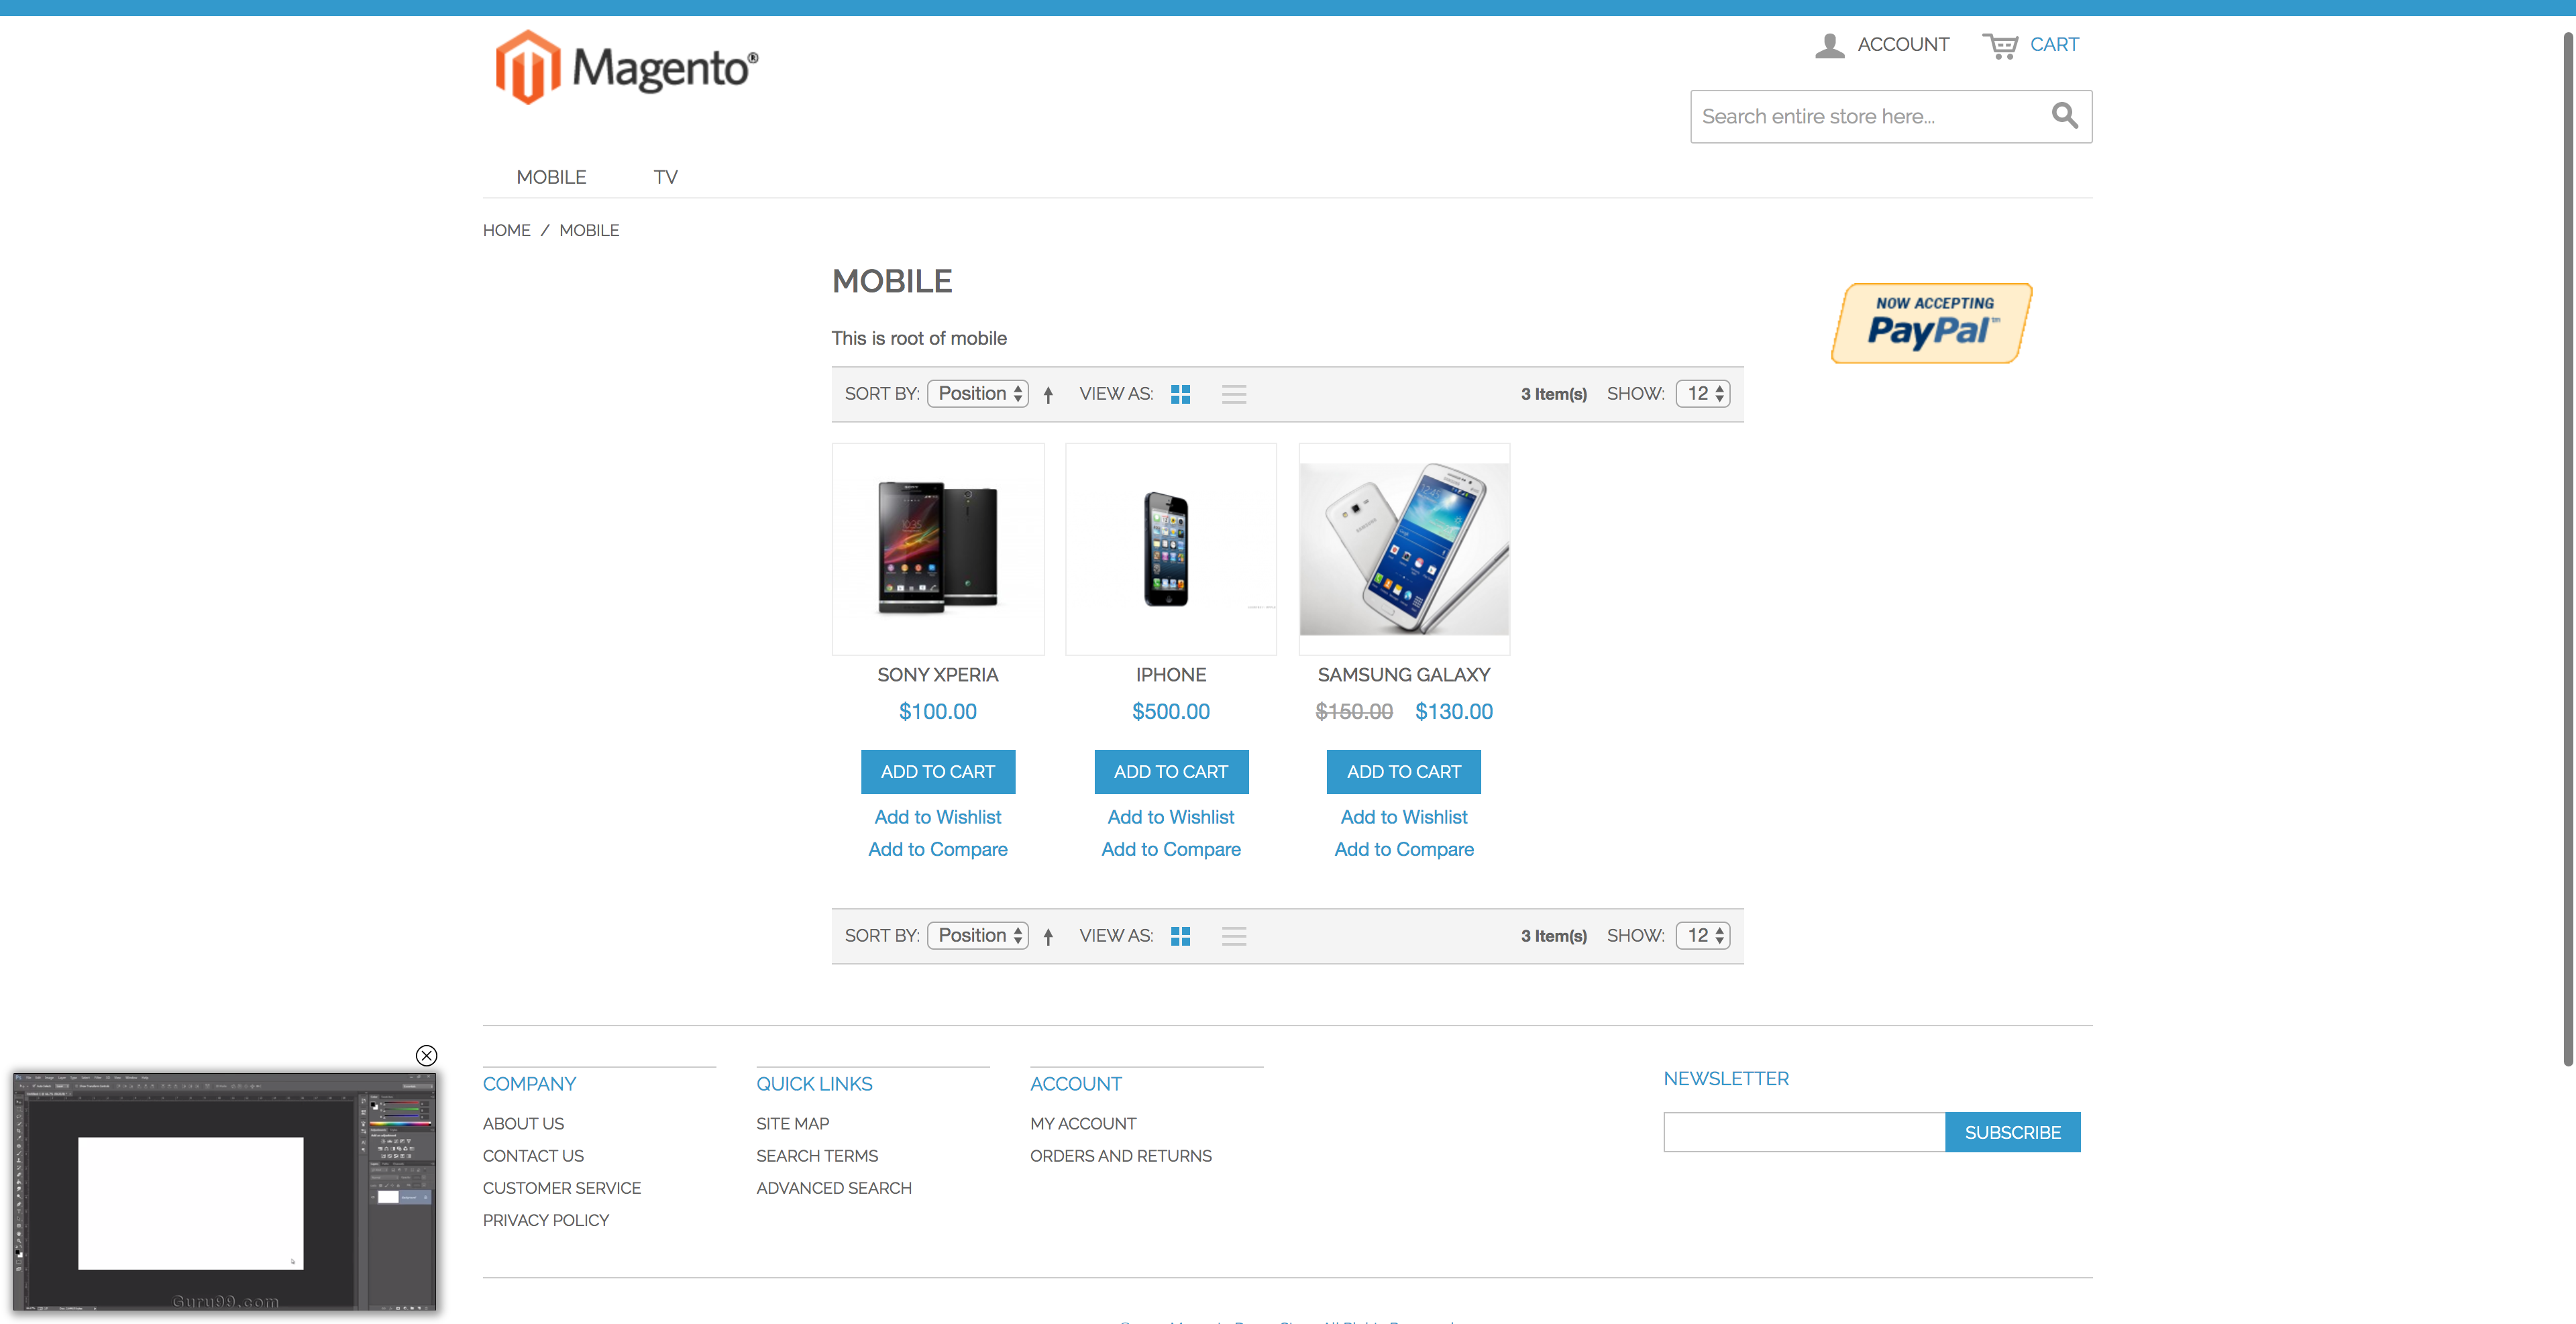 Magento®
ACCOUNT CART
Search entire store here...
MOBILE TV
HOME / MOBILE
MOBILE
NOW ACCEPTING
PayPal™
This is root of mobile
SORT BY: Position VIEW AS: 3 Item(s) SHOW: 12
SONY XPERIA IPHONE SAMSUNG GALAXY
$100.00 $500.00 $150.00 $130.00
ADD TO CART ADD TO CART ADD TO CART
Add to Wishlist Add to Wishlist Add to Wishlist
Add to Compare Add to Compare Add to Compare
SORT BY: Position VIEW AS: 3 Item(s) SHOW: 12
COMPANY QUICK LINKS ACCOUNT NEWSLETTER
ABOUT US SITE MAP MY ACCOUNT
SUBSCRIBE
CONTACT US SEARCH TERMS ORDERS AND RETURNS
CUSTOMER SERVICE ADVANCED SEARCH
PRIVACY POLICY
Guru99.com